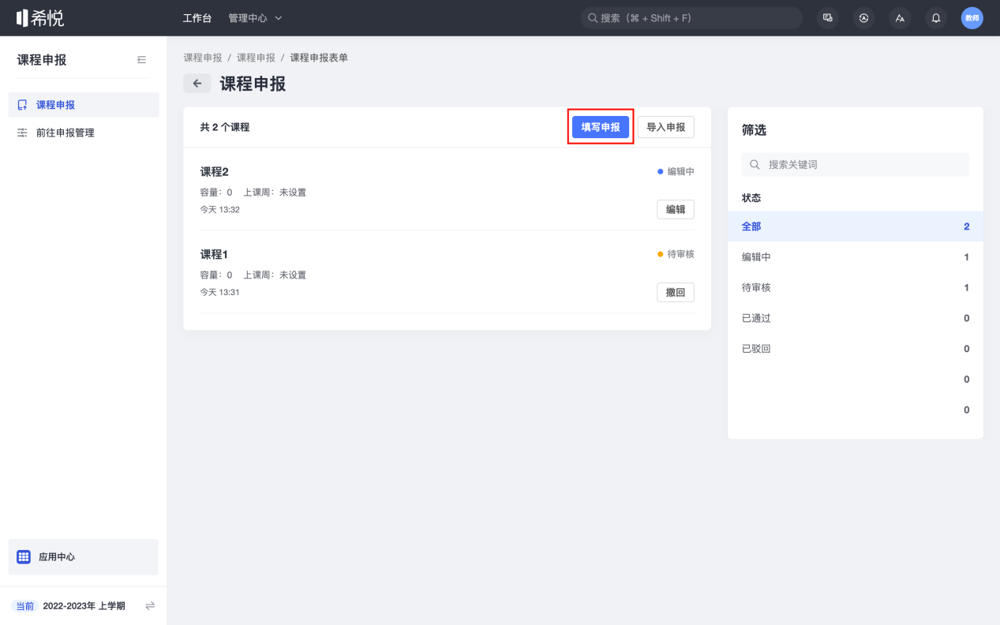 希悦
工作台 管理中心 搜索（⌘ + Shift + F） 教师
课程申报
课程申报
前往申报管理
应用中心
当前 2022-2023年 上学期
课程申报 / 课程申报 / 课程申报表单
课程申报
共 2 个课程 填写申报 导入申报
课程2 编辑中
容量：0 上课周：未设置
今天 13:32 编辑
课程1 待审核
容量：0 上课周：未设置
今天 13:31 撤回
筛选
搜索关键词
状态
全部 2
编辑中 1
待审核 1
已通过 0
已驳回 0
0
0